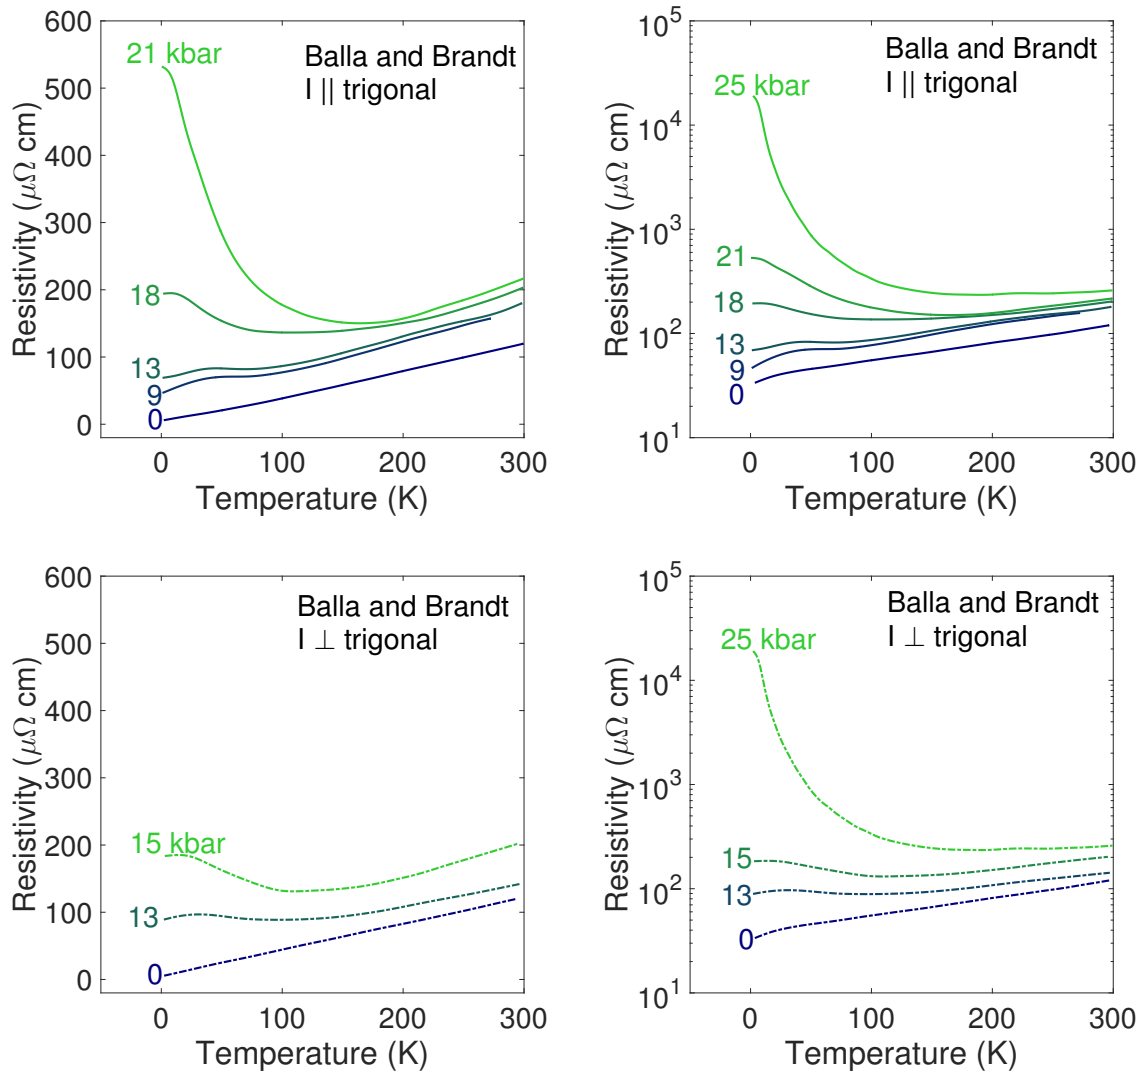 600
500
400
300
200
100
0
Resistivity (μΩ cm)
21 kbar
18
13
9
0
Balla and Brandt
I || trigonal
0
100
200
300
Temperature (K)
10^5
10^4
10^3
10^2
10^1
Resistivity (μΩ cm)
25 kbar
21
18
13
9
0
Balla and Brandt
I || trigonal
0
100
200
300
Temperature (K)
600
500
400
300
200
100
0
Resistivity (μΩ cm)
15 kbar
13
0
Balla and Brandt
I ⊥ trigonal
0
100
200
300
Temperature (K)
10^5
10^4
10^3
10^2
10^1
Resistivity (μΩ cm)
25 kbar
15
13
0
Balla and Brandt
I ⊥ trigonal
0
100
200
300
Temperature (K)